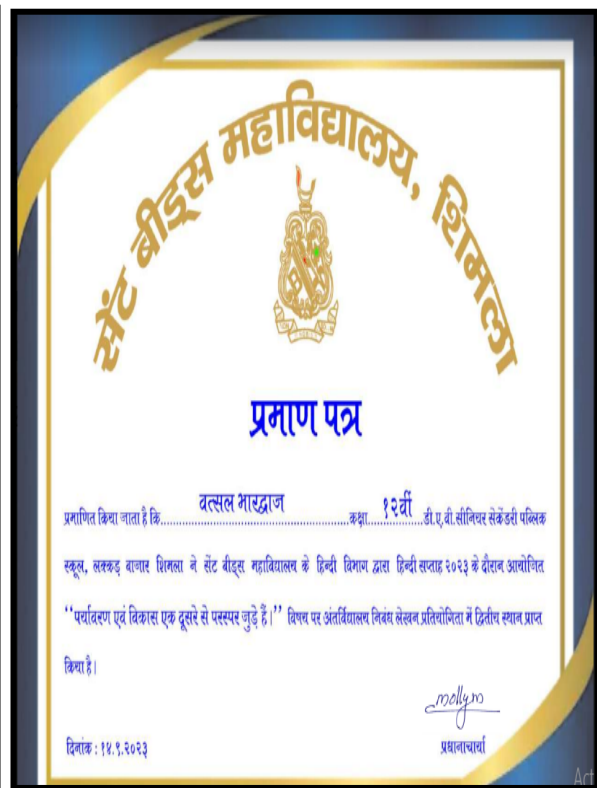 सेंट बीड्स महाविद्यालय, शिमला
प्रमाण पत्र
प्रमाणित किया जाता है कि..........वत्सल भारद्वाज..........कक्षा....१२वीं....डी.ए.वी.सीनियर सेकेंडरी पब्लिक
स्कूल, लक्कड़ बाजार शिमला ने सेंट बीड्स महाविद्यालय के हिन्दी विभाग द्वारा हिन्दी सप्ताह २०२३ के दौरान आयोजित
‘‘पर्यावरण एवं विकास एक दूसरे से परस्पर जुड़े हैं।’’ विषय पर अंतर्विद्यालय निबंध लेखन प्रतियोगिता में द्वितीय स्थान प्राप्त
किया है।
mollym
दिनांक : १४.९.२०२३ प्रधानाचार्या
Act